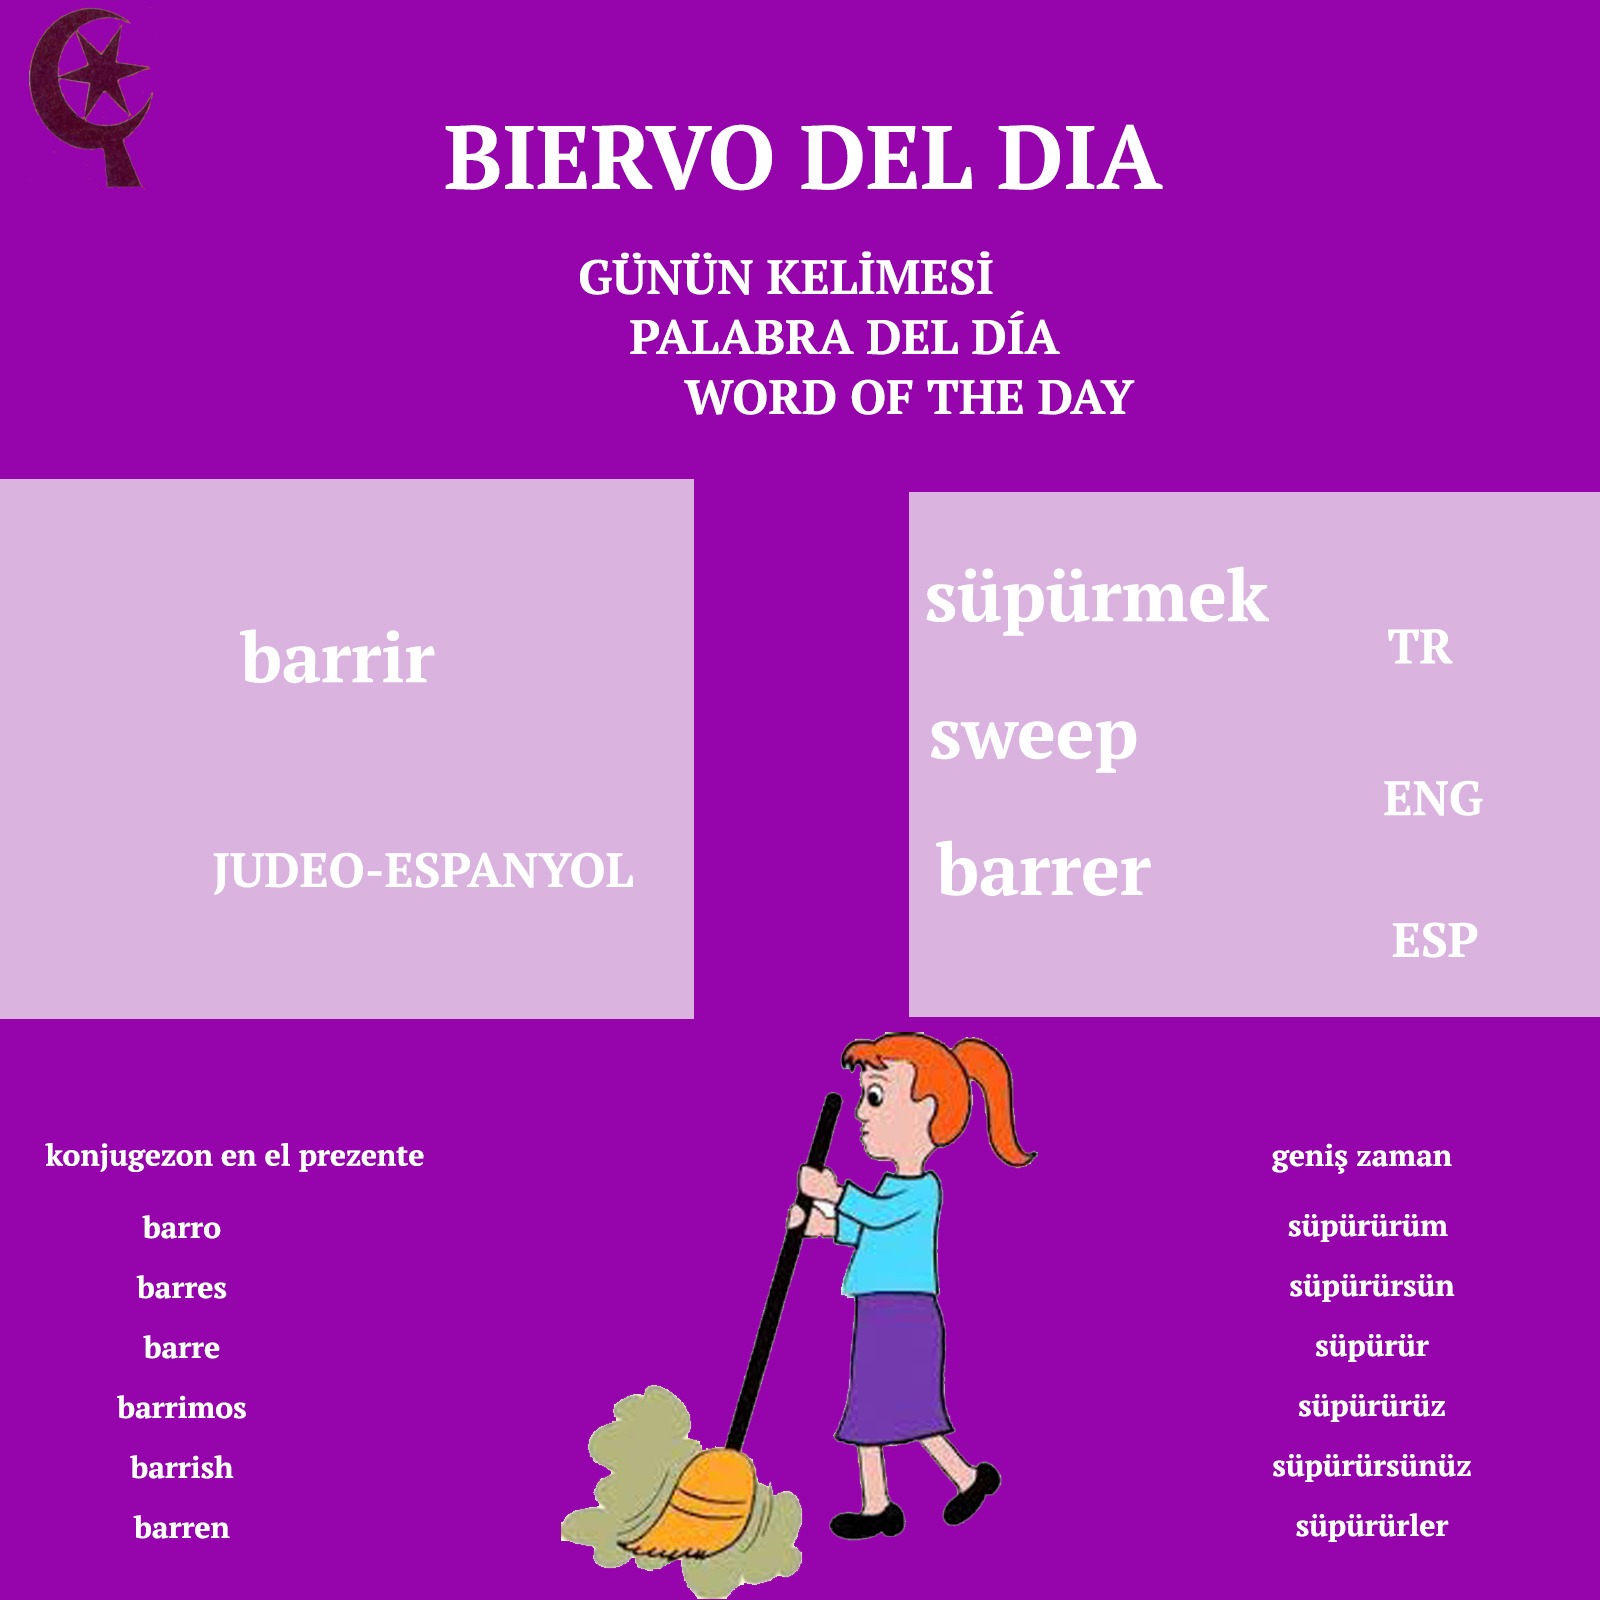 BIERVO DEL DIA
GÜNÜN KELİMESİ
PALABRA DEL DÍA
WORD OF THE DAY
barrir
JUDEO-ESPANYOL
süpürmek
TR
sweep
ENG
barrer
ESP
konjugezon en el prezente
barro
barres
barre
barrimos
barrish
barren
geniş zaman
süpürürüm
süpürürsün
süpürür
süpürürüz
süpürürsünüz
süpürürler